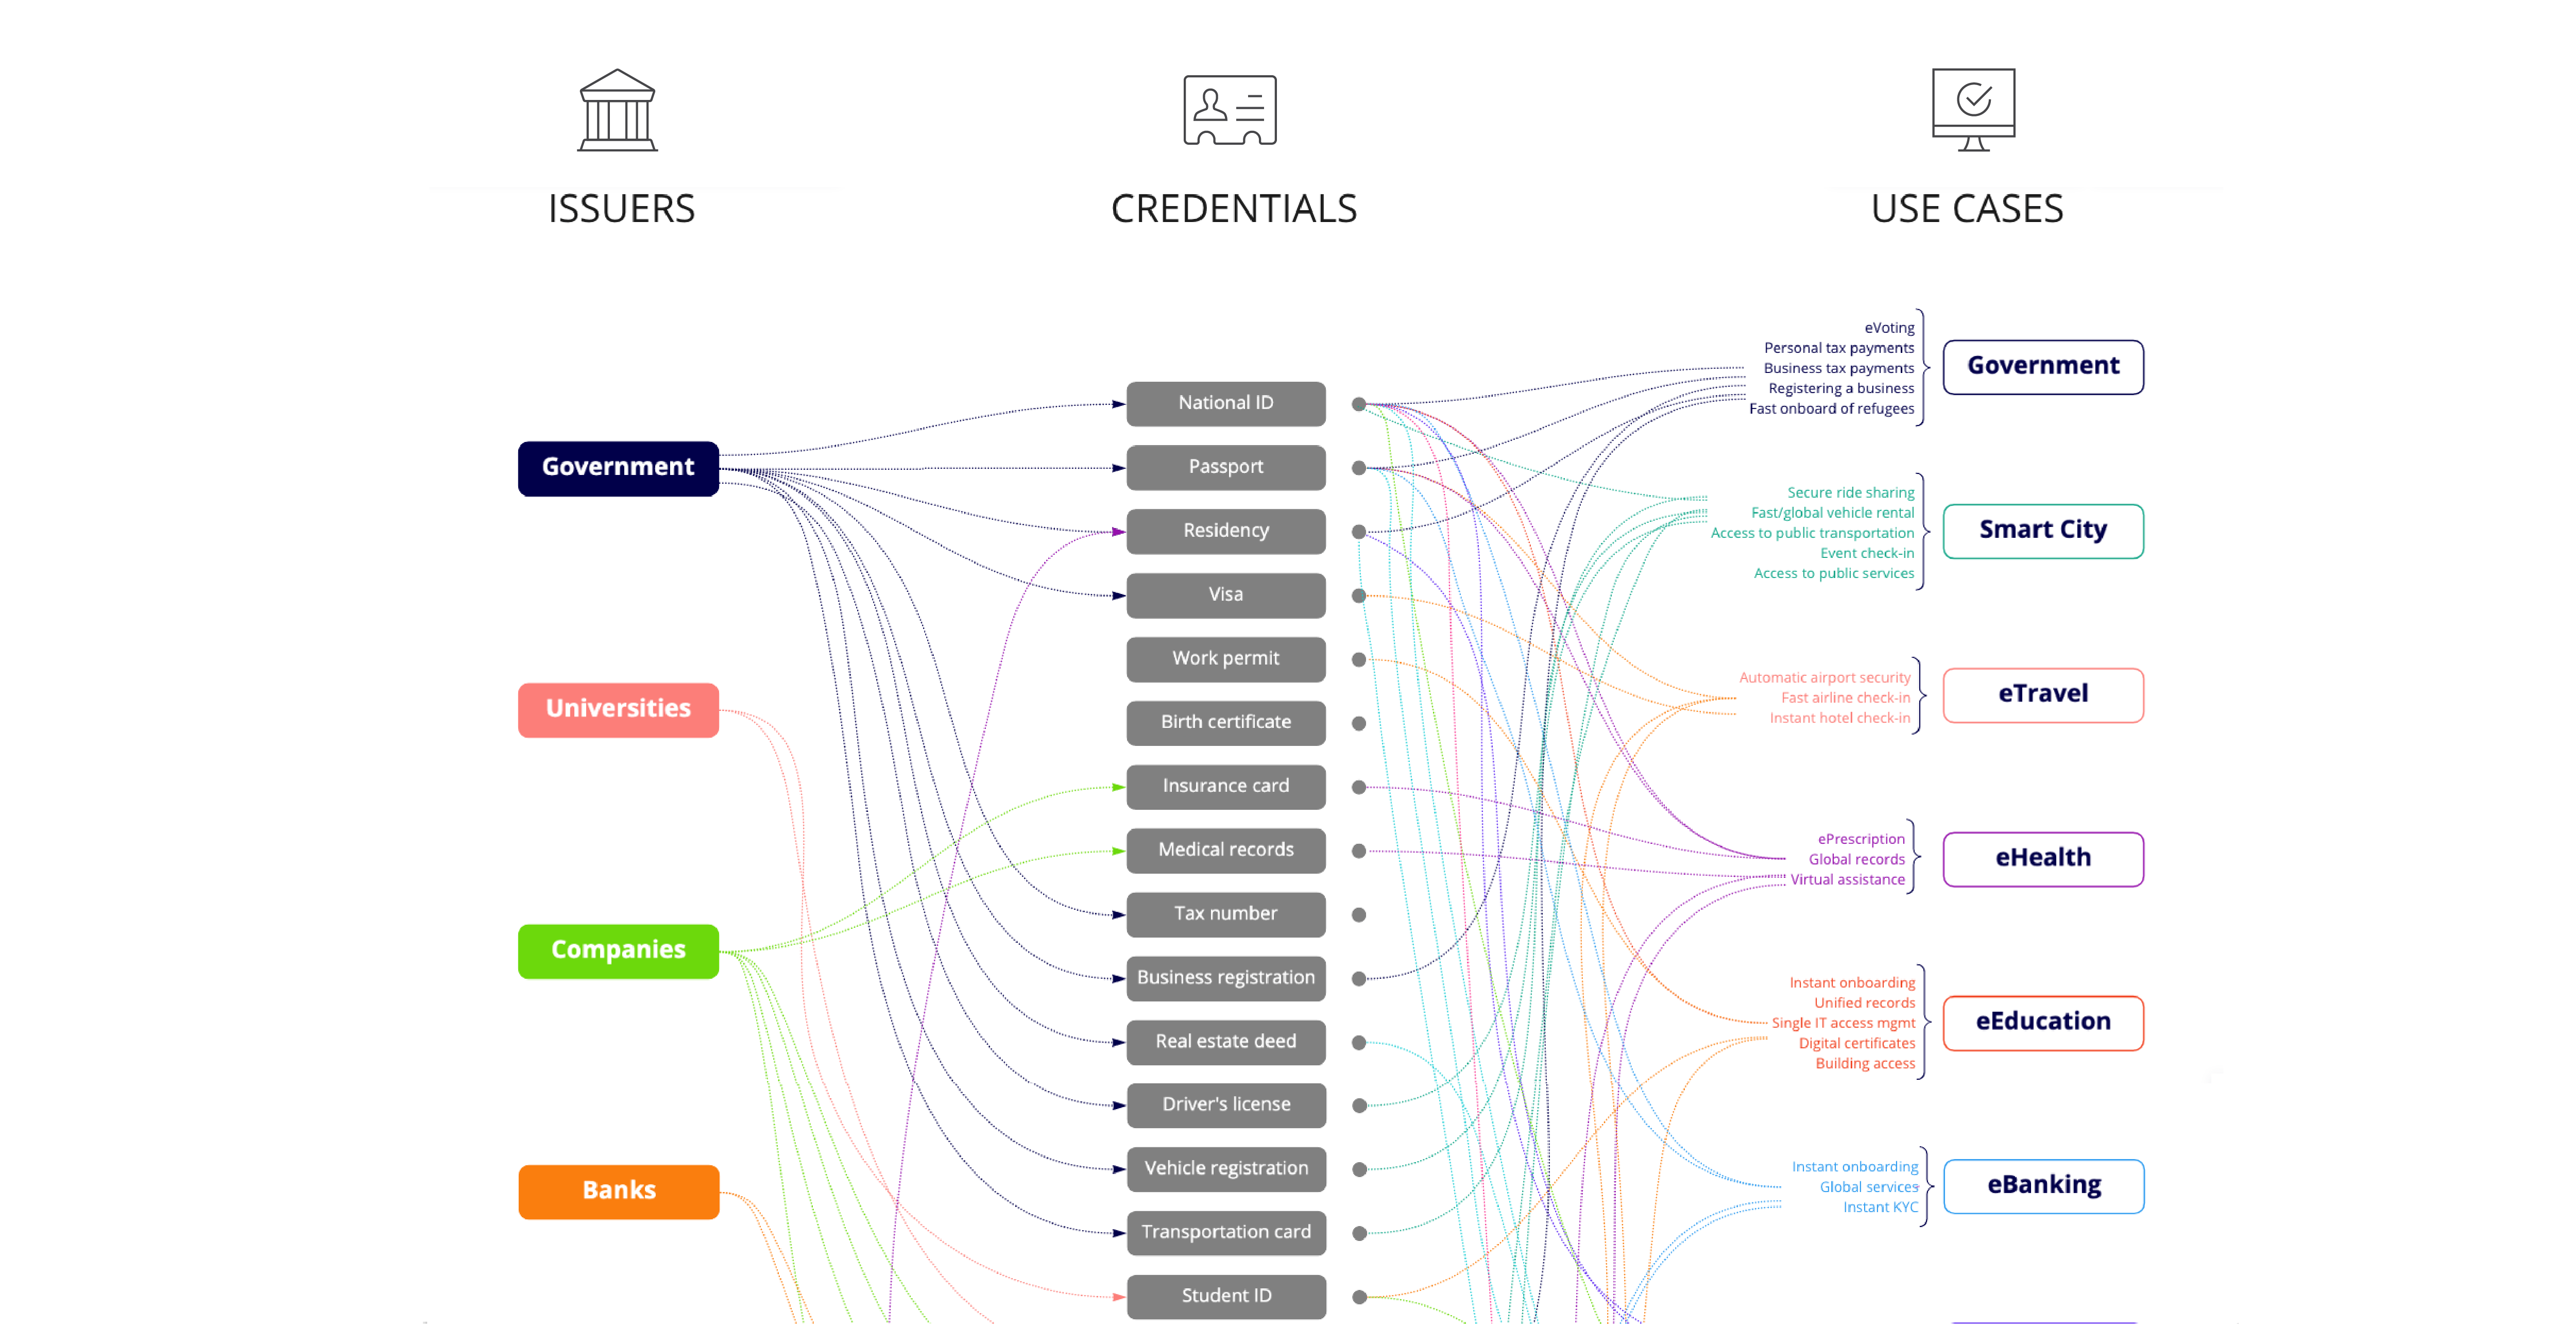 ISSUERS
CREDENTIALS
USE CASES
Government
Universities
Companies
Banks
National ID
Passport
Residency
Visa
Work permit
Birth certificate
Insurance card
Medical records
Tax number
Business registration
Real estate deed
Driver's license
Vehicle registration
Transportation card
Student ID
eVoting
Personal tax payments
Business tax payments
Registering a business
Fast onboard of refugees
Government
Secure ride sharing
Fast/global vehicle rental
Access to public transportation
Event check-in
Access to public services
Smart City
Automatic airport security
Fast airline check-in
Instant hotel check-in
eTravel
ePrescription
Global records
Virtual assistance
eHealth
Instant onboarding
Unified records
Single IT access mgmt
Digital certificates
Building access
eEducation
Instant onboarding
Global services
Instant KYC
eBanking